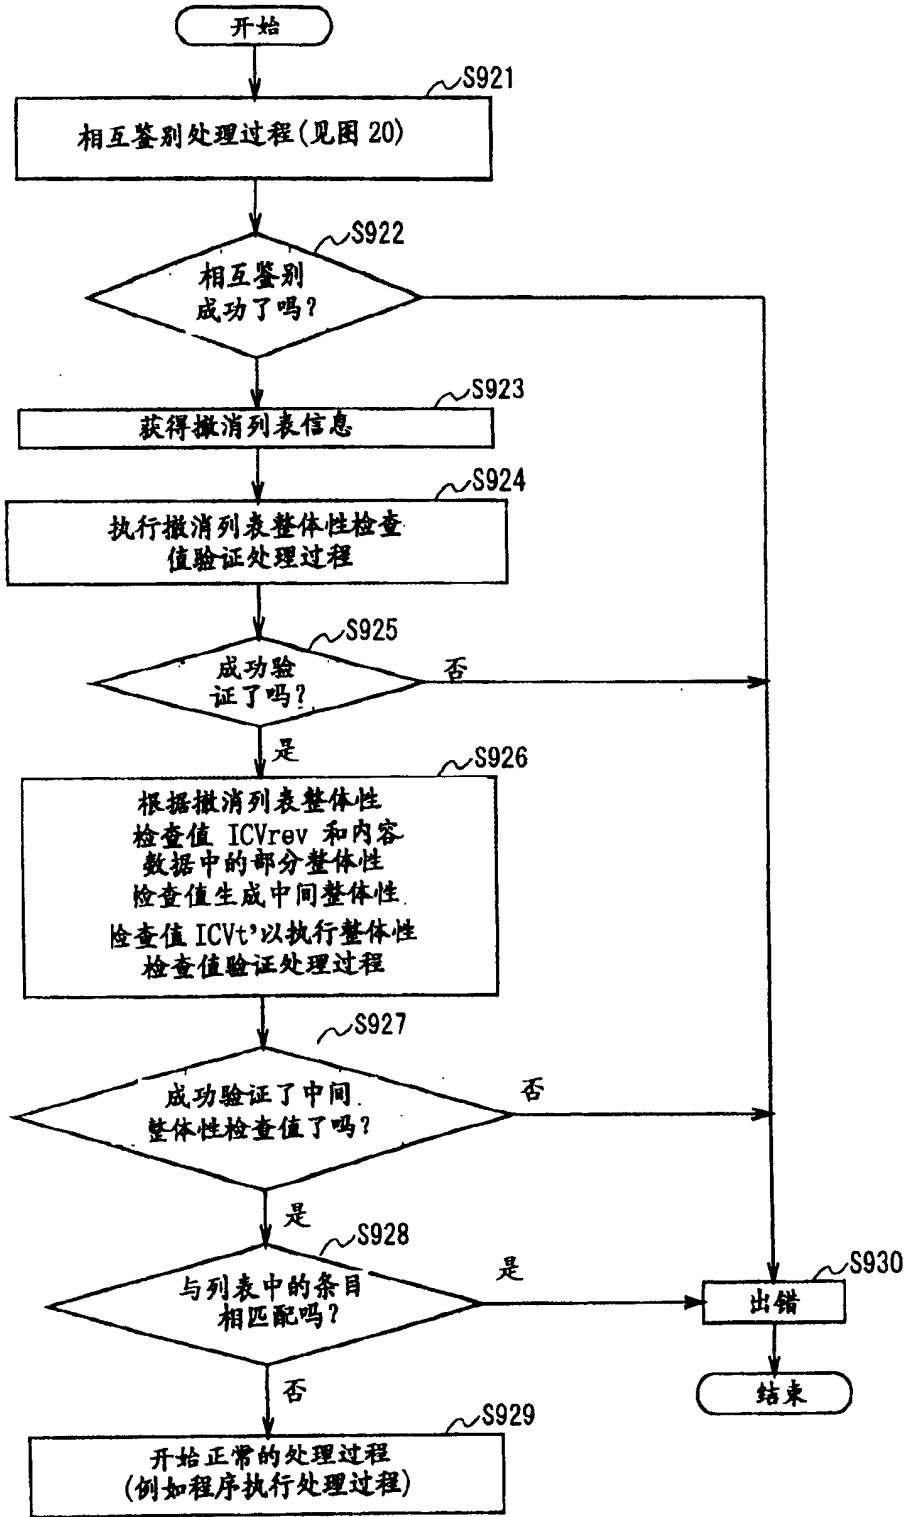 开始
S921
相互鉴别处理过程(见图 20)
S922
相互鉴别
成功了吗?
S923
获得撤消列表信息
S924
执行撤消列表整体性检查
值验证处理过程
S925
成功验
证了吗?
否
是
S926
根据撤消列表整体性
检查值 ICVrev 和内容
数据中的部分整体性
检查值生成中间整体性
检查值 ICVt'以执行整体性
检查值验证处理过程
S927
成功验证了中间
整体性检查值了吗?
否
是
S928
与列表中的条目
相匹配吗?
是
S930
出错
否
结束
S929
开始正常的处理过程
(例如程序执行处理过程)